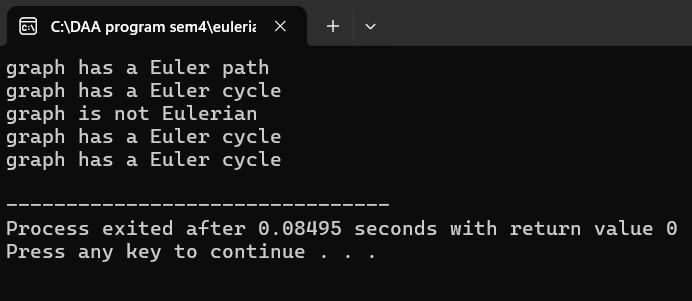 C:\DAA program sem4\euleria
graph has a Euler path
graph has a Euler cycle
graph is not Eulerian
graph has a Euler cycle
graph has a Euler cycle
--------------------------------
Process exited after 0.08495 seconds with return value 0
Press any key to continue . . .